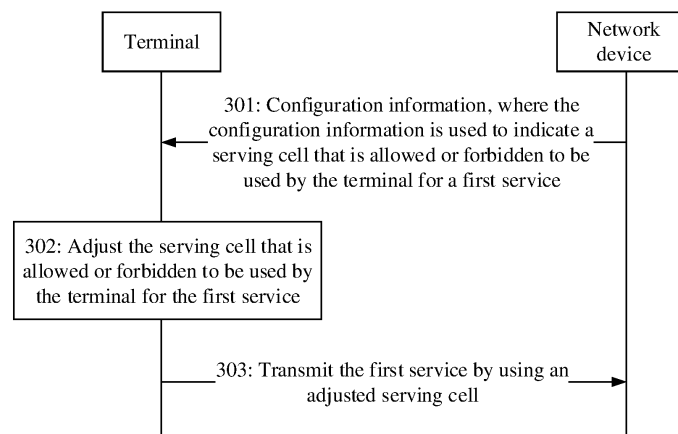 Terminal
Network
device
301: Configuration information, where the
configuration information is used to indicate a
serving cell that is allowed or forbidden to be
used by the terminal for a first service
302: Adjust the serving cell that is
allowed or forbidden to be used by
the terminal for the first service
303: Transmit the first service by using an
adjusted serving cell